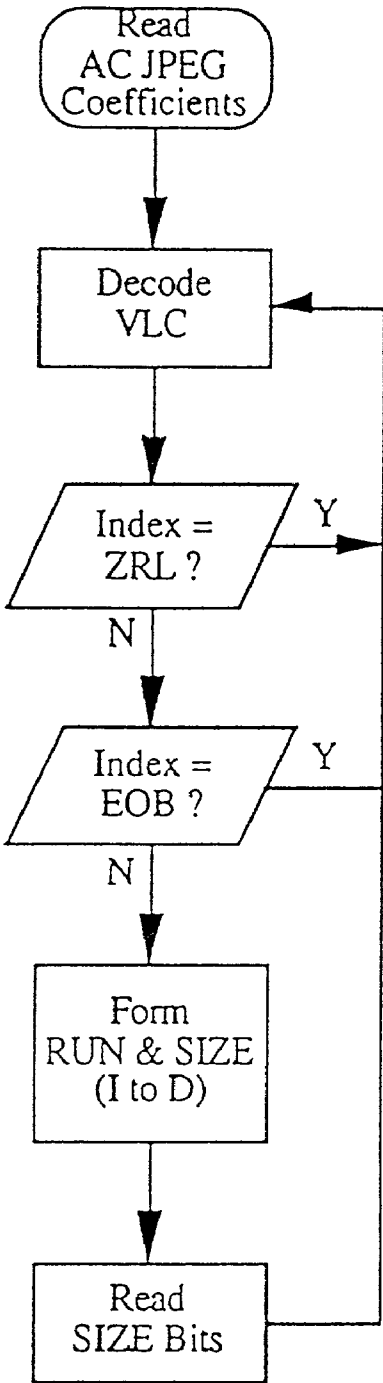 Read
AC JPEG
Coefficients
Decode
VLC
Index =
ZRL ?
Y
N
Index =
EOB ?
Y
N
Form
RUN & SIZE
(I to D)
Read
SIZE Bits